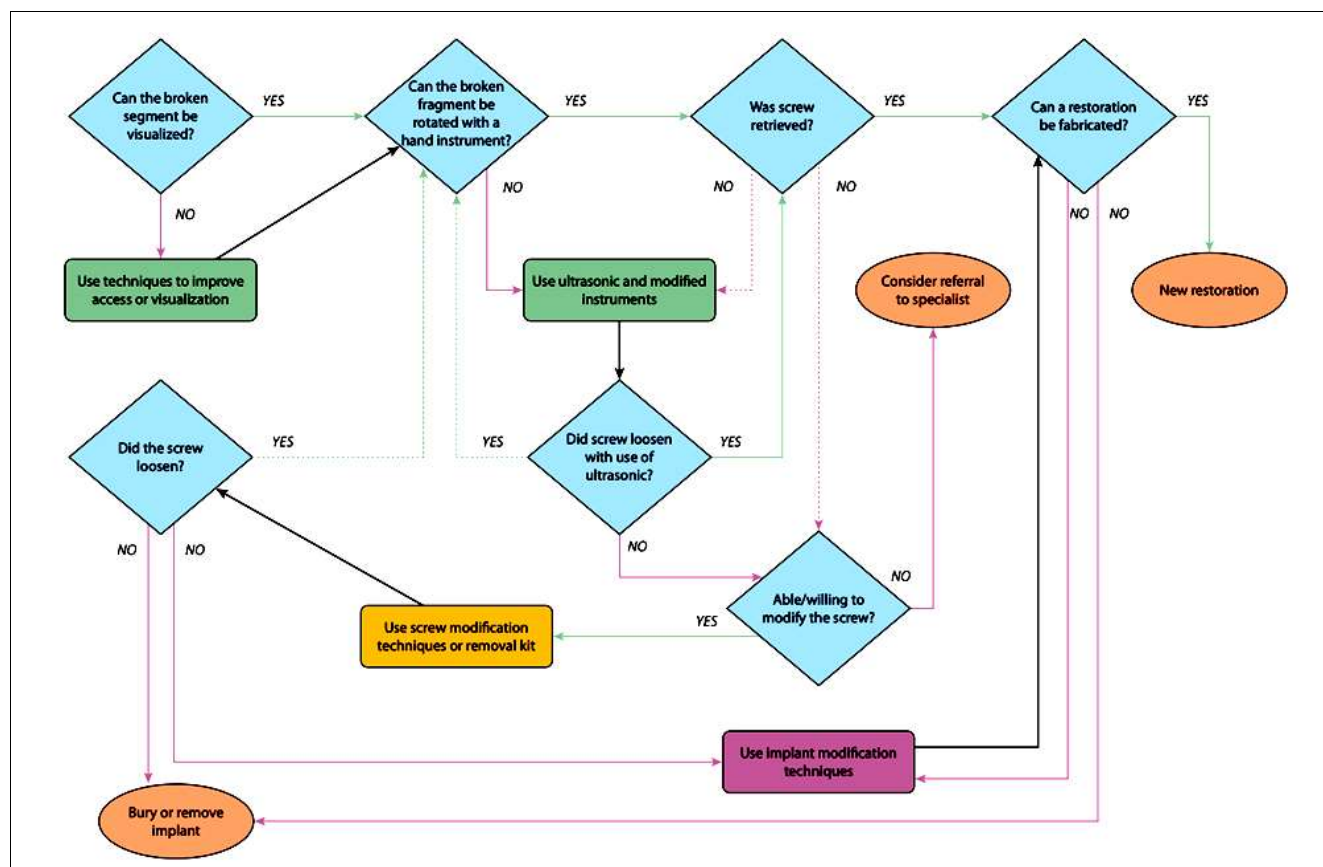 Can the broken
segment be
visualized?
YES
Can the broken
fragment be
rotated with a
hand instrument?
YES
Was screw
retrieved?
YES
Can a restoration
be fabricated?
YES
NO
NO
NO
NO
NO
NO
Use techniques to improve
access or visualization
Use ultrasonic and modified
instruments
Consider referral
to specialist
New restoration
Did the screw
loosen?
YES
YES
Did screw loosen
with use of
ultrasonic?
YES
NO
NO
NO
NO
Able/willing to
modify the screw?
YES
Use screw modification
techniques or removal kit
Use implant modification
techniques
Bury or remove
implant